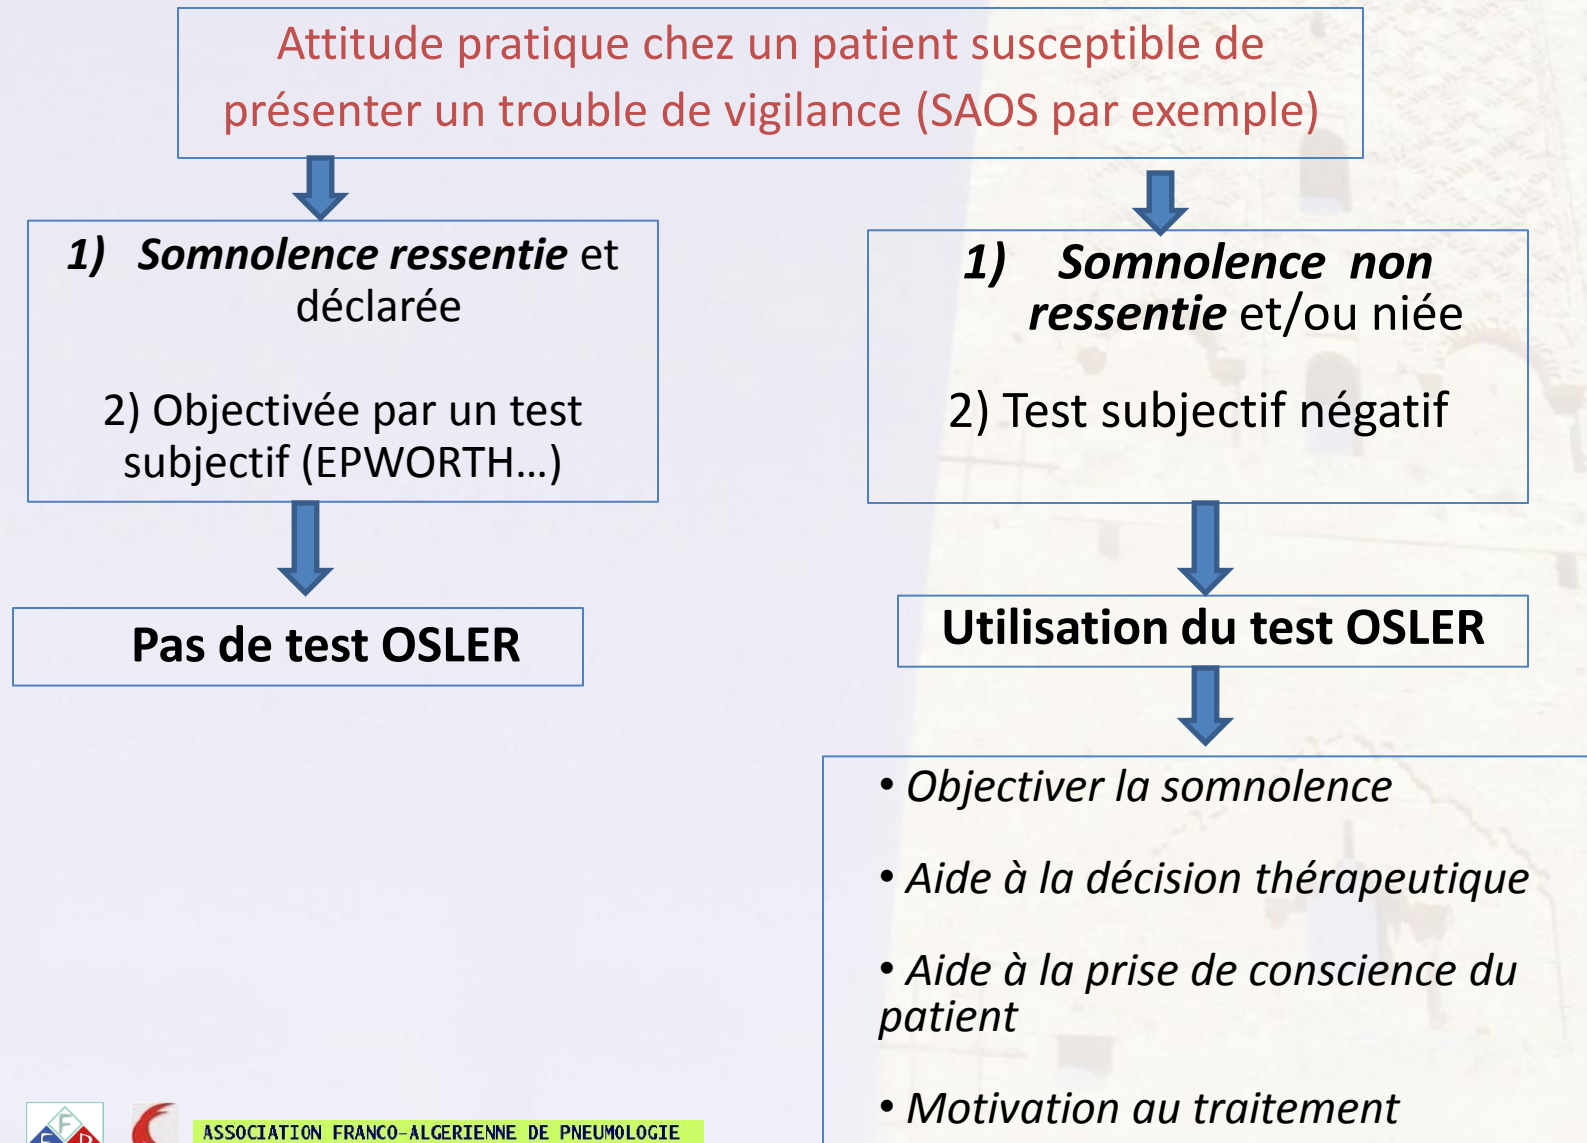 Attitude pratique chez un patient susceptible de
présenter un trouble de vigilance (SAOS par exemple)
1) Somnolence ressentie et
déclarée
2) Objectivée par un test
subjectif (EPWORTH...)
Pas de test OSLER
1) Somnolence non
ressentie et/ou niée
2) Test subjectif négatif
Utilisation du test OSLER
• Objectiver la somnolence
• Aide à la décision thérapeutique
• Aide à la prise de conscience du
patient
• Motivation au traitement
ASSOCIATION FRANCO-ALGERIENNE DE PNEUMOLOGIE